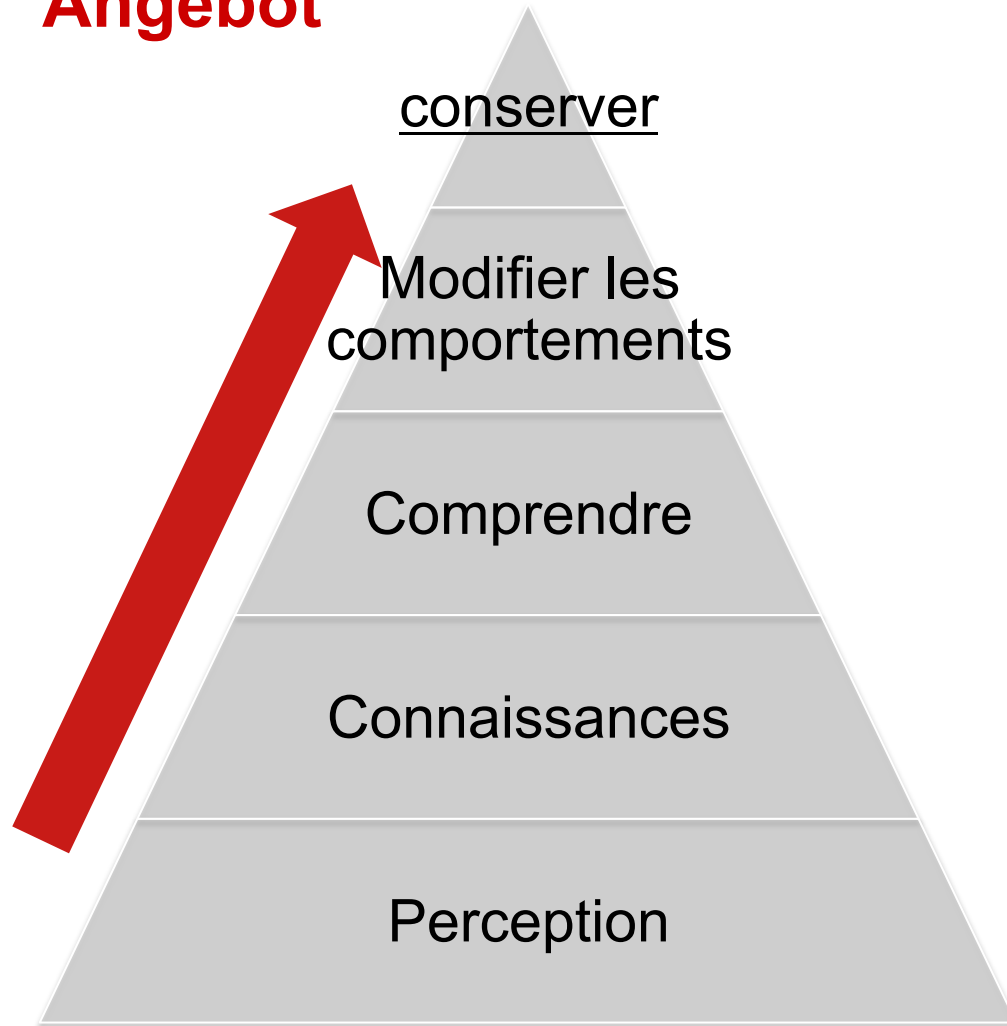 Angebot
conserver
Modifier les
comportements
Comprendre
Connaissances
Perception